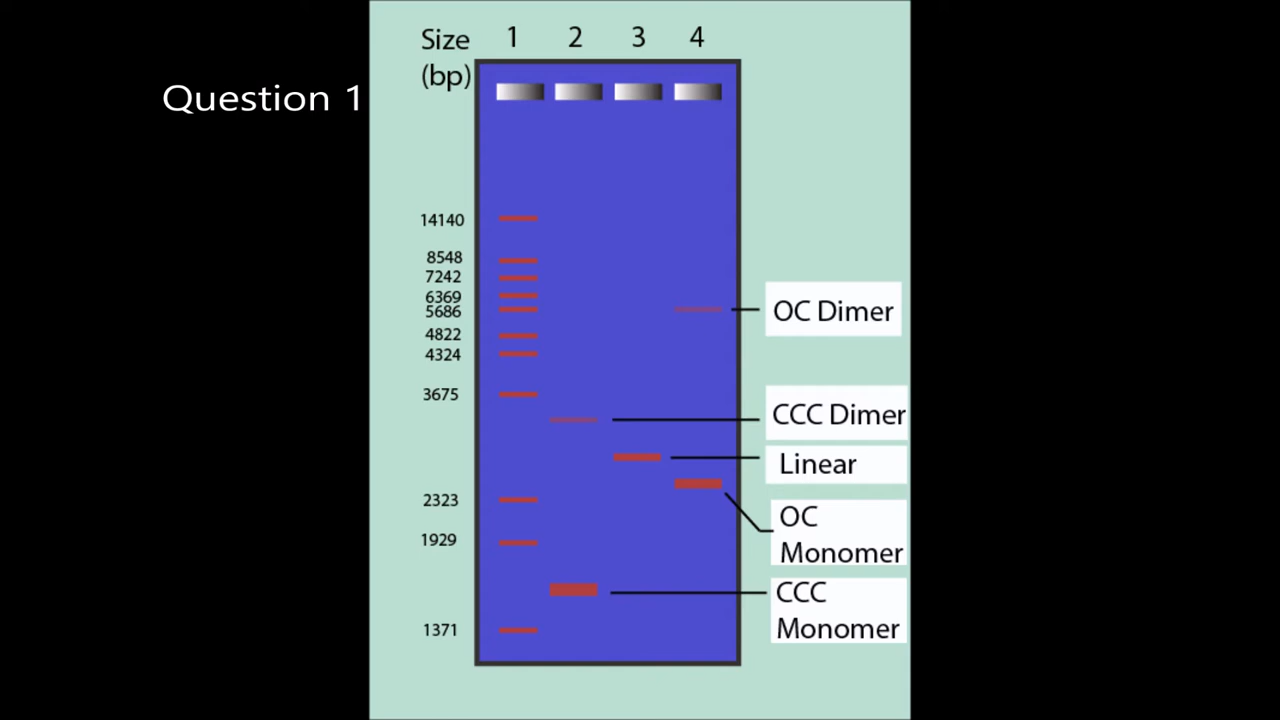 Question 1
Size 1 2 3 4
(bp)
14140
8548
7242
6369
5686
4822
4324
3675
2323
1929
1371
OC Dimer
CCC Dimer
Linear
OC
Monomer
CCC
Monomer